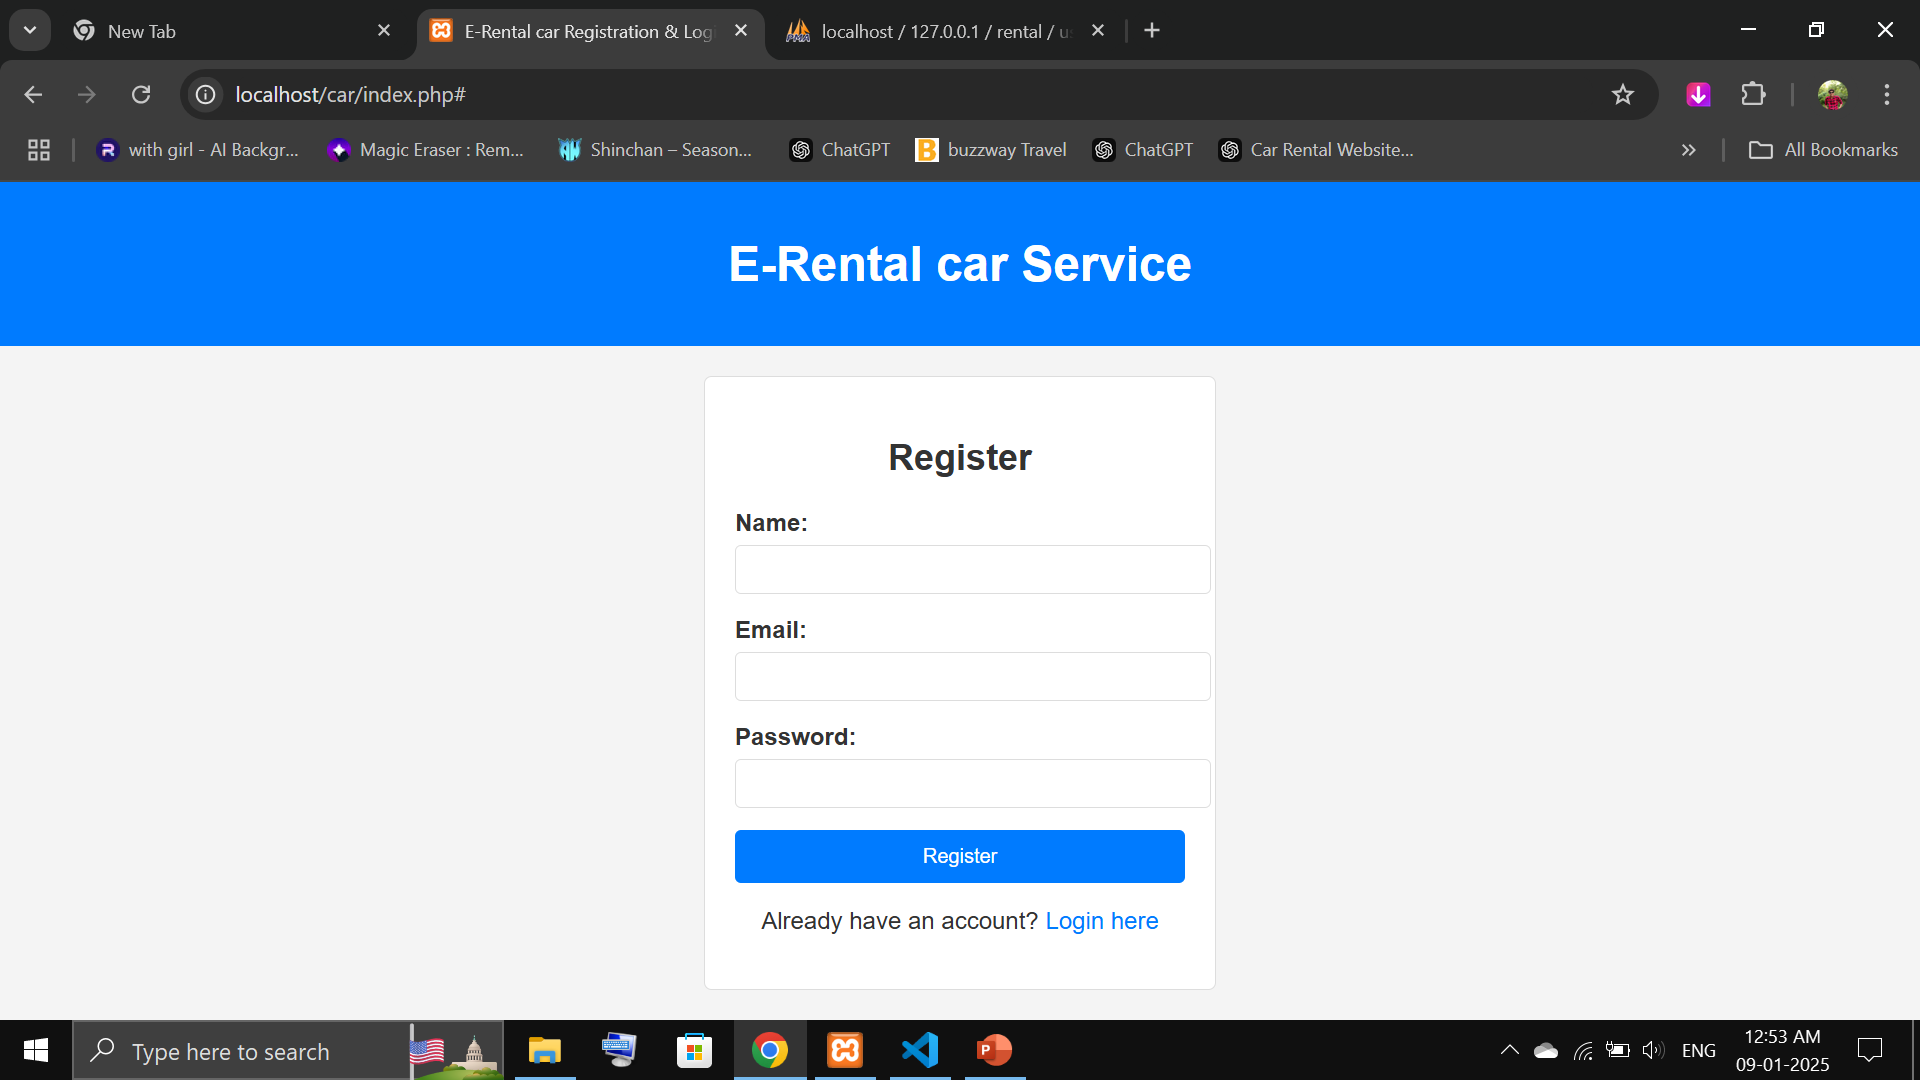 New Tab
E-Rental car Registration & Log
localhost / 127.0.0.1 / rental / u
localhost/car/index.php#
with girl - AI Backgr...
Magic Eraser : Rem...
Shinchan – Season...
ChatGPT
buzzway Travel
ChatGPT
Car Rental Website...
All Bookmarks
E-Rental car Service
Register
Name:
Email:
Password:
Register
Already have an account? Login here
Type here to search
ENG
12:53 AM
09-01-2025